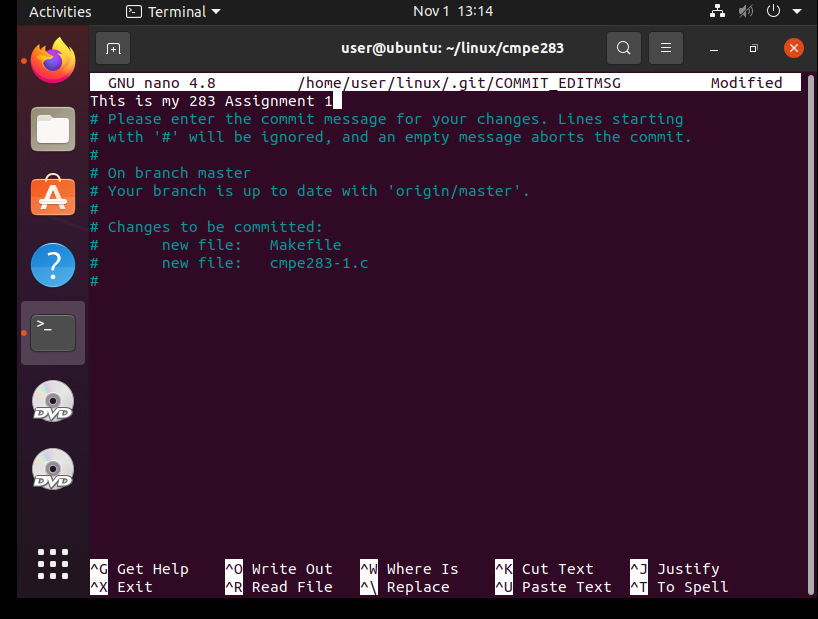 Activities Terminal Nov 1 13:14
user@ubuntu: ~/linux/cmpe283
GNU nano 4.8 /home/user/linux/.git/COMMIT_EDITMSG Modified
This is my 283 Assignment 1
# Please enter the commit message for your changes. Lines starting
# with '#' will be ignored, and an empty message aborts the commit.
#
# On branch master
# Your branch is up to date with 'origin/master'.
#
# Changes to be committed:
#       new file:   Makefile
#       new file:   cmpe283-1.c
#
>_
DVD
DVD
^G Get Help ^O Write Out ^W Where Is ^K Cut Text ^J Justify
^X Exit ^R Read File ^\ Replace ^U Paste Text ^T To Spell